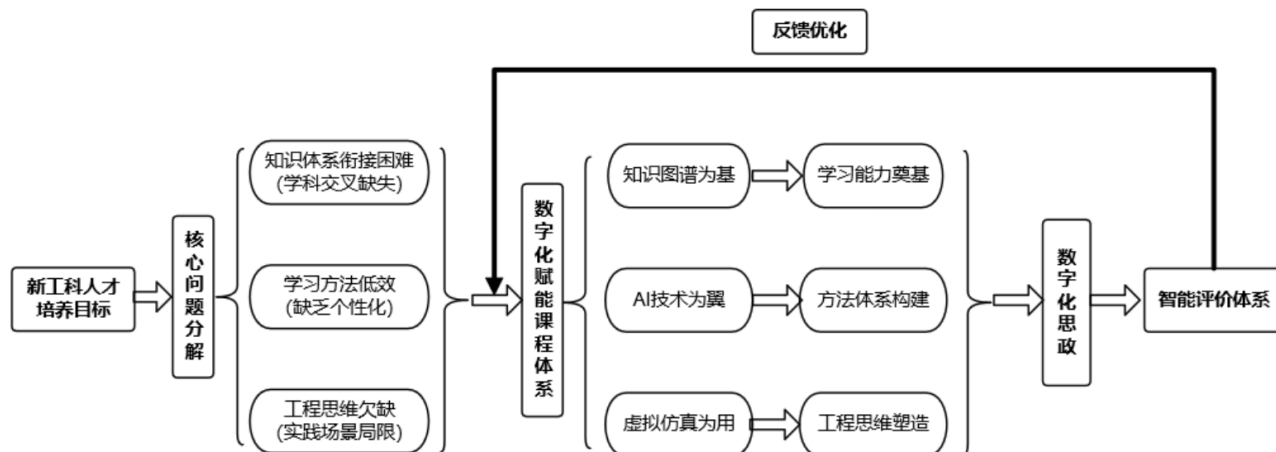 反馈优化
新工科人才
培养目标
核心问题分解
知识体系衔接困难
(学科交叉缺失)
学习方法低效
(缺乏个性化)
工程思维欠缺
(实践场景局限)
数字化赋能课程体系
知识图谱为基
学习能力奠基
AI技术为翼
方法体系构建
虚拟仿真为用
工程思维塑造
数字化思政
智能评价体系